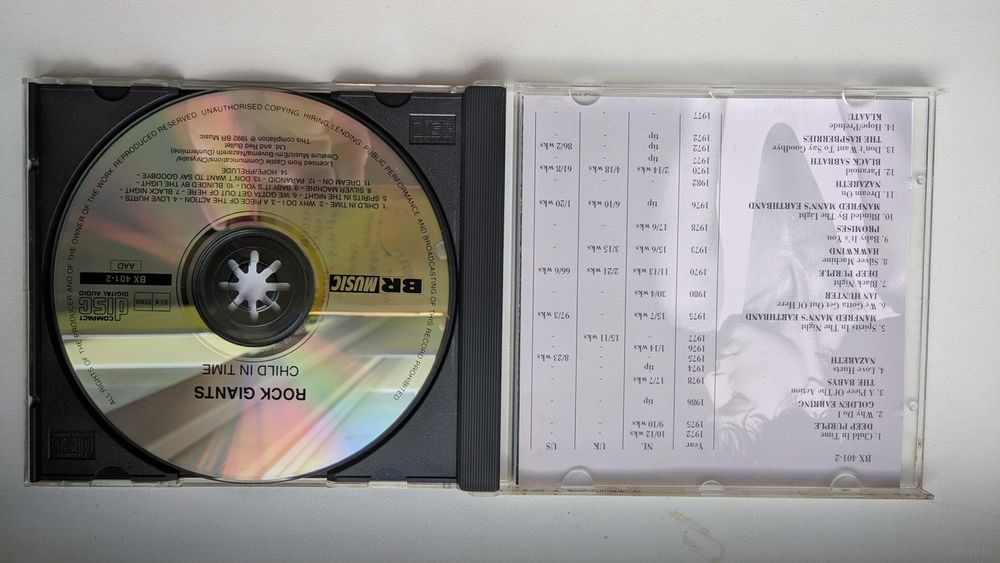 ROCK GIANTS
CHILD IN TIME
BR MUSIC
COMPACT
disc
DIGITAL AUDIO
STEMRA
BX 401-2
AAD
1. CHILD IN TIME - 2. WHY DO I - 3. A PIECE OF THE ACTION - 4. LOVE HURTS -
5. SPIRITS IN THE NIGHT - 6. WE GOTTA GET OUT OF HERE - 7. BLACK NIGHT -
8. SILVER MACHINE - 9. BABY IT'S YOU - 10. BLINDED BY THE LIGHT -
11. DREAM ON - 12. PARANOID - 13. DON'T WANT TO SAY GOODBYE -
14. HOPE/PRELUDE
Licensed from Castle Communications/Chrysalis/
Creature Music/Emi-Bovema/Nazareth (Dunfermline)
Ltd and Red Bullet
This compilation ℗ 1992 BR Music
ALL RIGHTS OF THE PRODUCER AND OF THE OWNER OF THE WORK REPRODUCED RESERVED. UNAUTHORISED COPYING, HIRING, LENDING, PUBLIC PERFORMANCE AND BROADCASTING OF THIS RECORD PROHIBITED
BX 401-2
Year NL UK US
1. Child In Time 1972 10/12 wks - -
DEEP PURPLE 1975 9/10 wks
2. Why Do I
GOLDEN EARRING 1986 tip - -
3. A Piece Of The Action
THE BABYS 1978 17/7 wks - -
4. Love Hurts 1974 tip
NAZARETH 1975 8/23 wks
1976 1/14 wks
1977 15/11 wks
5. Spirits In The Night
MANFRED MANN'S EARTHBAND 1975 15/7 wks - 97/3 wks
6. We Gotta Get Out Of Here
IAN HUNTER 1980 30/4 wks - -
7. Black Night
DEEP PURPLE 1970 11/13 wks 2/21 wks 66/6 wks
8. Silver Machine
HAWKWIND 1973 15/6 wks 3/15 wks -
9. Baby It's You
PROMISES 1978 17/6 wks - -
10. Blinded By The Light
MANFRED MANN'S EARTHBAND 1976 tip 6/10 wks 1/20 wks
11. Dream On
NAZARETH 1982 - - -
12. Paranoid 1970 2/14 wks 4/18 wks 61/8 wks
BLACK SABBATH 1977 tip
13. Don't Want To Say Goodbye 1972 tip - 86/2 wks
THE RASPBERRIES 1972 tip
14. Hope/Prelude
KLAATU 1977 - - -